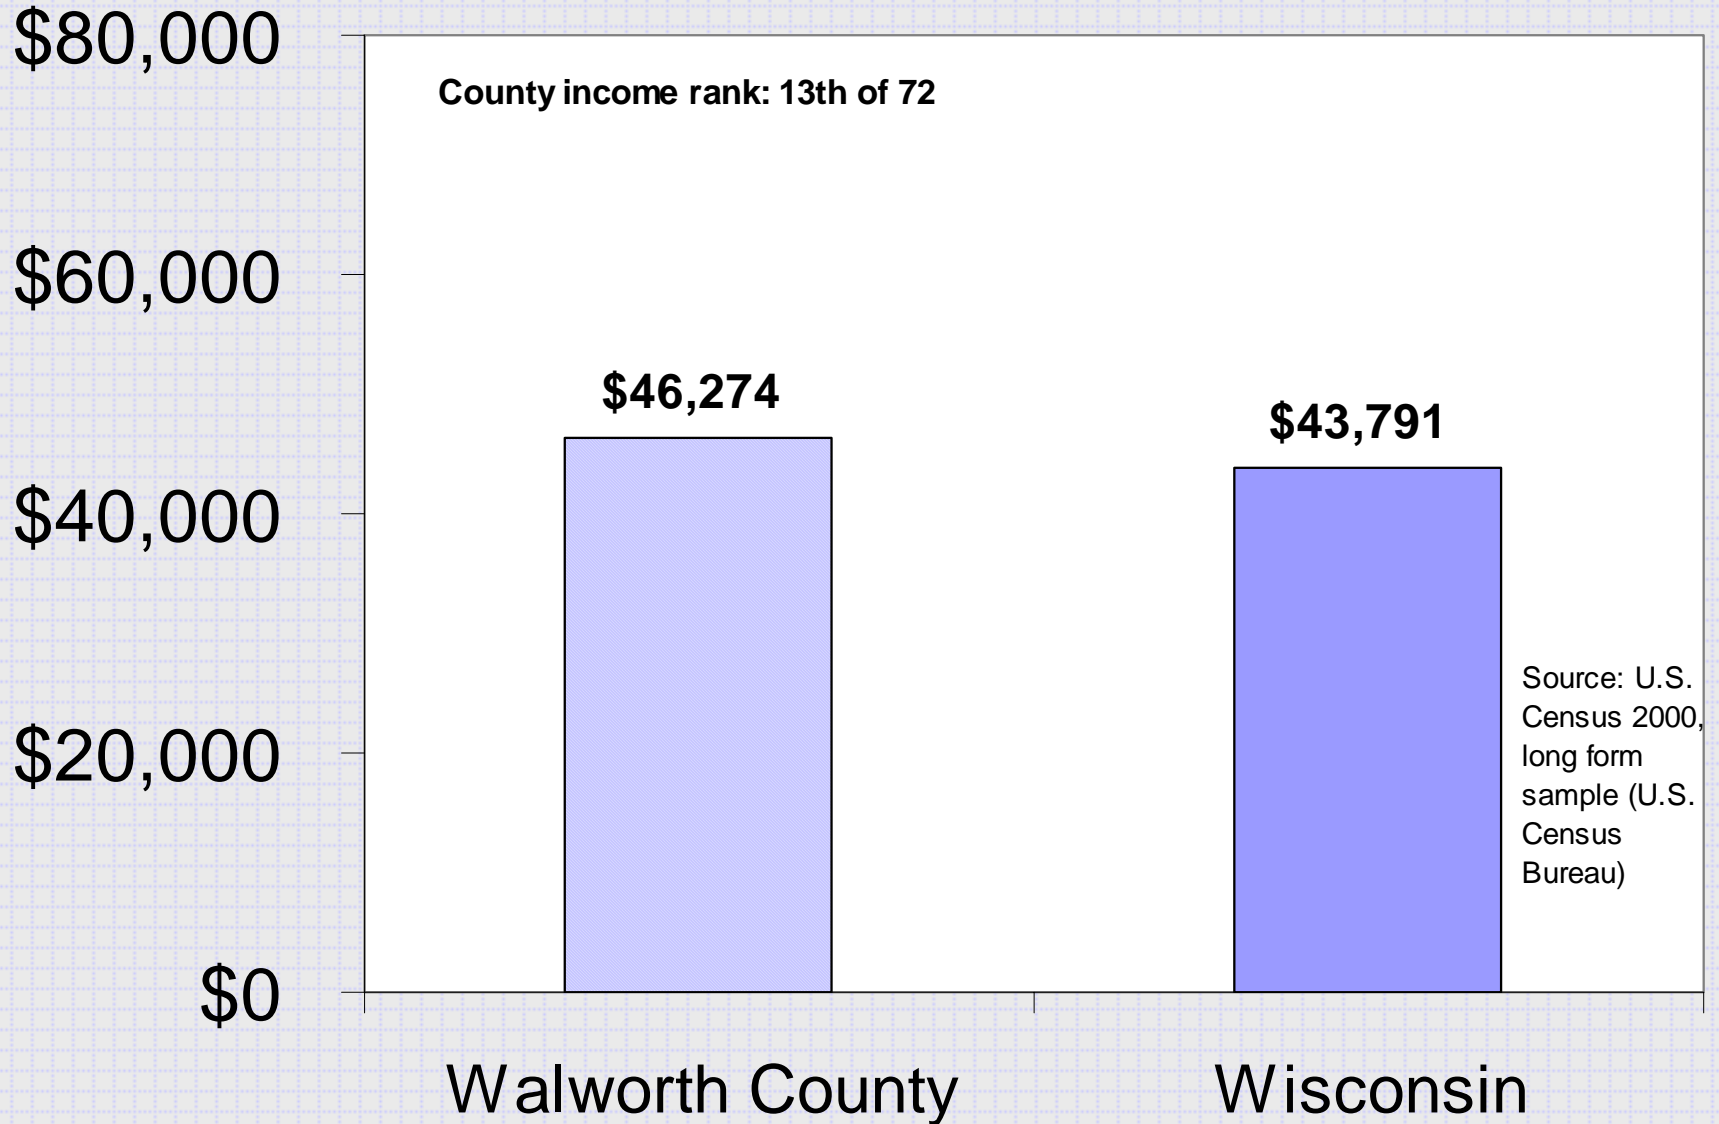 $80,000
County income rank: 13th of 72
$60,000
$46,274
$43,791
$40,000
Source: U.S.
Census 2000,
long form
sample (U.S.
Census
Bureau)
$20,000
$0
Walworth County
Wisconsin